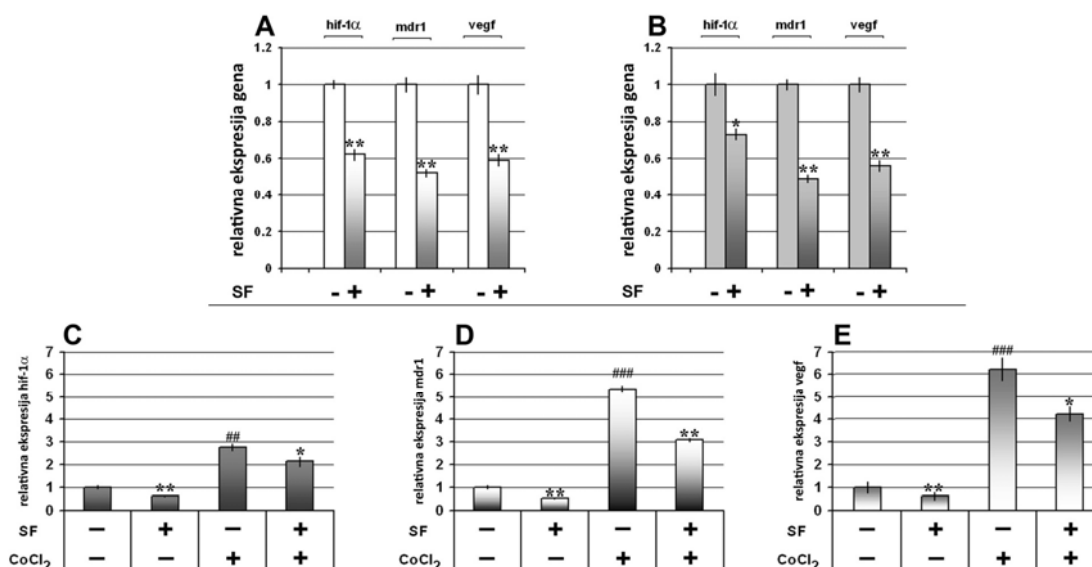 A
hif-1α mdr1 vegf
relativna ekspresija gena
1.2
1
0.8
0.6
0.4
0.2
0
** ** **
SF - + - + - +
B
hif-1α mdr1 vegf
relativna ekspresija gena
1.2
1
0.8
0.6
0.4
0.2
0
* ** **
- + - + - +
C
relativna ekspresija hif-1α
7
6
5
4
3
2
1
0
** ## *
SF – + – +
CoCl₂ – – + +
D
relativna ekspresija mdr1
7
6
5
4
3
2
1
0
** ### **
SF – + – +
CoCl₂ – – + +
E
relativna ekspresija vegf
7
6
5
4
3
2
1
0
** ### *
SF – + – +
CoCl₂ – – + +